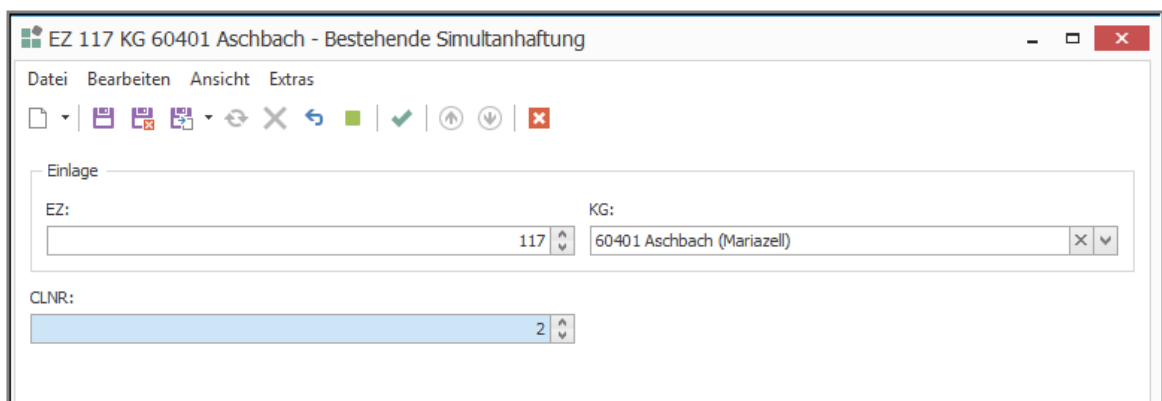 EZ 117 KG 60401 Aschbach - Bestehende Simultanhaftung
Datei Bearbeiten Ansicht Extras
Einlage
EZ: KG:
117 60401 Aschbach (Mariazell)
CLNR:
2